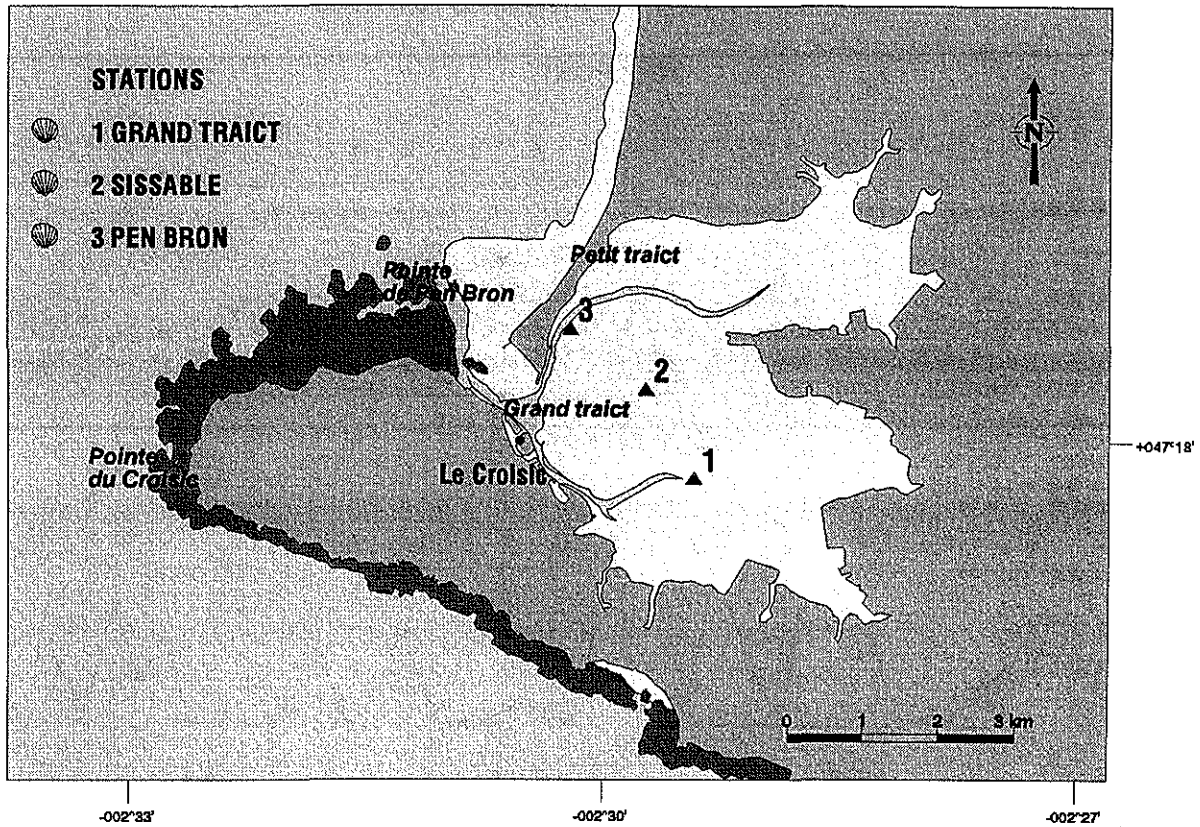 STATIONS
1 GRAND TRAICT
2 SISSABLE
3 PEN BRON
N
Petit traict
Pointe
de Pen Bron
3
2
Grand traict
1
Le Croisic
Pointe
du Croisic
+047°18'
0 1 2 3 km
-002°33' -002°30' -002°27'